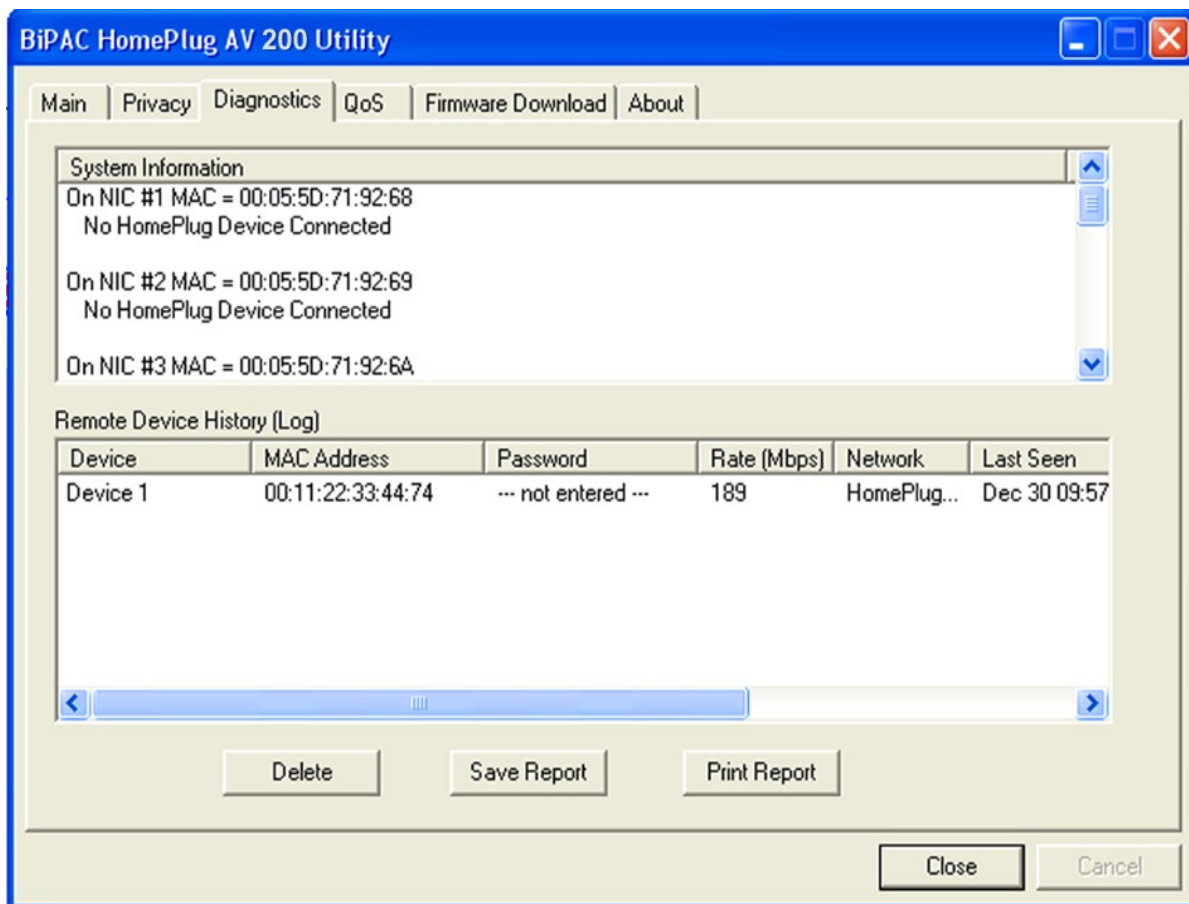 BiPAC HomePlug AV 200 Utility
Main Privacy Diagnostics QoS Firmware Download About
System Information
On NIC #1 MAC = 00:05:5D:71:92:68
No HomePlug Device Connected
On NIC #2 MAC = 00:05:5D:71:92:69
No HomePlug Device Connected
On NIC #3 MAC = 00:05:5D:71:92:6A
Remote Device History (Log)
Device MAC Address Password Rate (Mbps) Network Last Seen
Device 1 00:11:22:33:44:74 --- not entered --- 189 HomePlug... Dec 30 09:57
Delete Save Report Print Report
Close Cancel